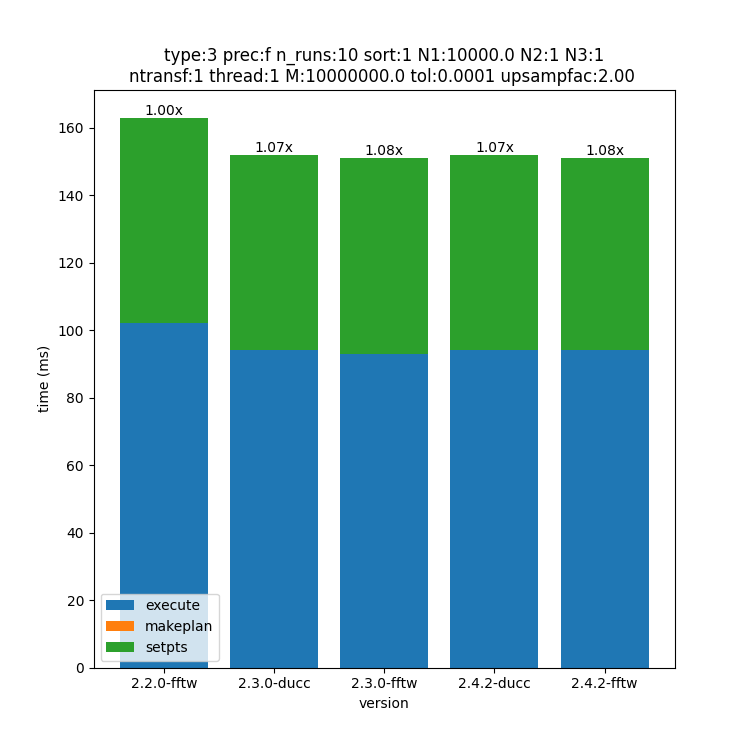 type:3 prec:f n_runs:10 sort:1 N1:10000.0 N2:1 N3:1
ntransf:1 thread:1 M:10000000.0 tol:0.0001 upsampfac:2.00
1.00x
1.07x
1.08x
1.07x
1.08x
160
140
120
100
80
60
40
20
0
time (ms)
execute
makeplan
setpts
2.2.0-fftw
2.3.0-ducc
2.3.0-fftw
2.4.2-ducc
2.4.2-fftw
version